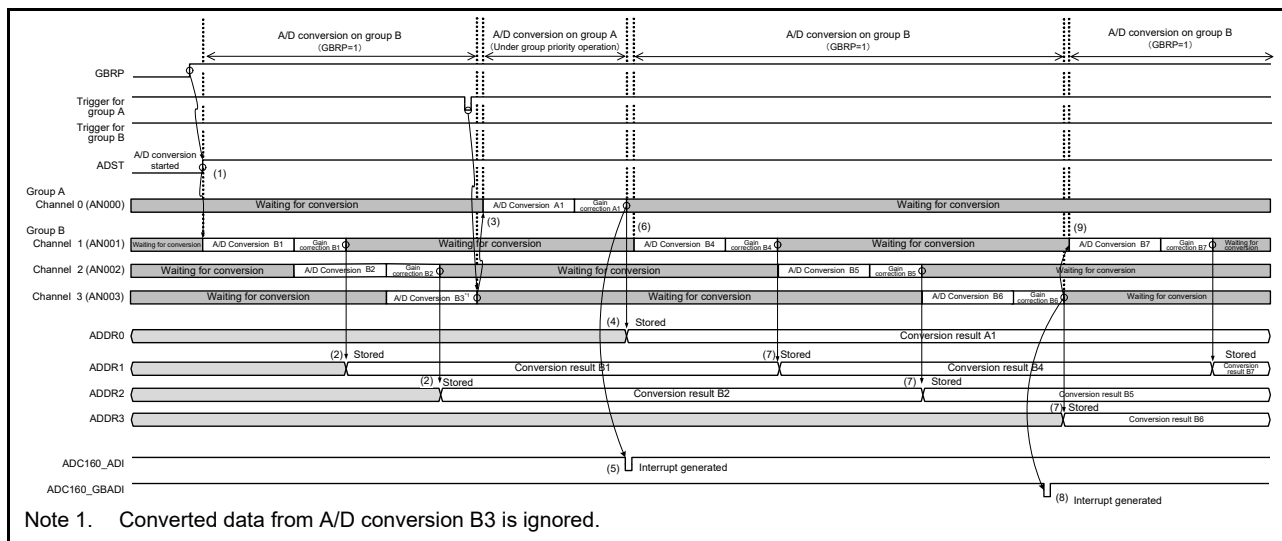 A/D conversion on group B
(GBRP=1)
A/D conversion on group A
(Under group priority operation)
A/D conversion on group B
(GBRP=1)
A/D conversion on group B
(GBRP=1)
GBRP
Trigger for
group A
Trigger for
group B
A/D conversion
started
ADST
(1)
Group A
Channel 0 (AN000)
Waiting for conversion
A/D Conversion A1
Gain
correction A1
Waiting for conversion
(3)
(6)
(9)
Group B
Channel 1 (AN001)
Waiting for conversion
A/D Conversion B1
Gain
correction B1
Waiting for conversion
A/D Conversion B4
Gain
correction B4
Waiting for conversion
A/D Conversion B7
Gain
correction B7
Waiting for
conversion
Channel 2 (AN002)
Waiting for conversion
A/D Conversion B2
Gain
correction B2
Waiting for conversion
A/D Conversion B5
Gain
correction B5
Waiting for conversion
Channel 3 (AN003)
Waiting for conversion
A/D Conversion B3*1
Waiting for conversion
A/D Conversion B6
Gain
correction B6
Waiting for conversion
(4) Stored
ADDR0
Conversion result A1
(2) Stored
(7) Stored
Stored
ADDR1
Conversion result B1
Conversion result B4
Conversion
result B7
(2) Stored
(7) Stored
ADDR2
Conversion result B2
Conversion result B5
(7) Stored
ADDR3
Conversion result B6
ADC160_ADI
(5) Interrupt generated
ADC160_GBADI
(8) Interrupt generated
Note 1. Converted data from A/D conversion B3 is ignored.